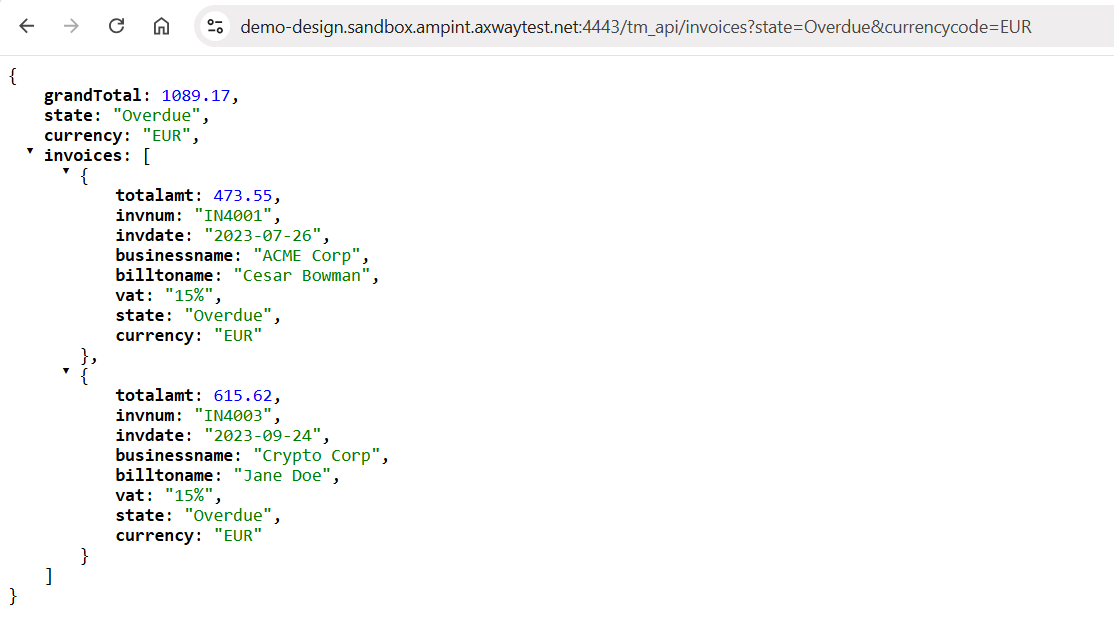 demo-design.sandbox.ampint.axwaytest.net:4443/tm_api/invoices?state=Overdue&currencycode=EUR
{
grandTotal: 1089.17,
state: "Overdue",
currency: "EUR",
invoices: [
{
totalamt: 473.55,
invnum: "IN4001",
invdate: "2023-07-26",
businessname: "ACME Corp",
billtoname: "Cesar Bowman",
vat: "15%",
state: "Overdue",
currency: "EUR"
},
{
totalamt: 615.62,
invnum: "IN4003",
invdate: "2023-09-24",
businessname: "Crypto Corp",
billtoname: "Jane Doe",
vat: "15%",
state: "Overdue",
currency: "EUR"
}
]
}